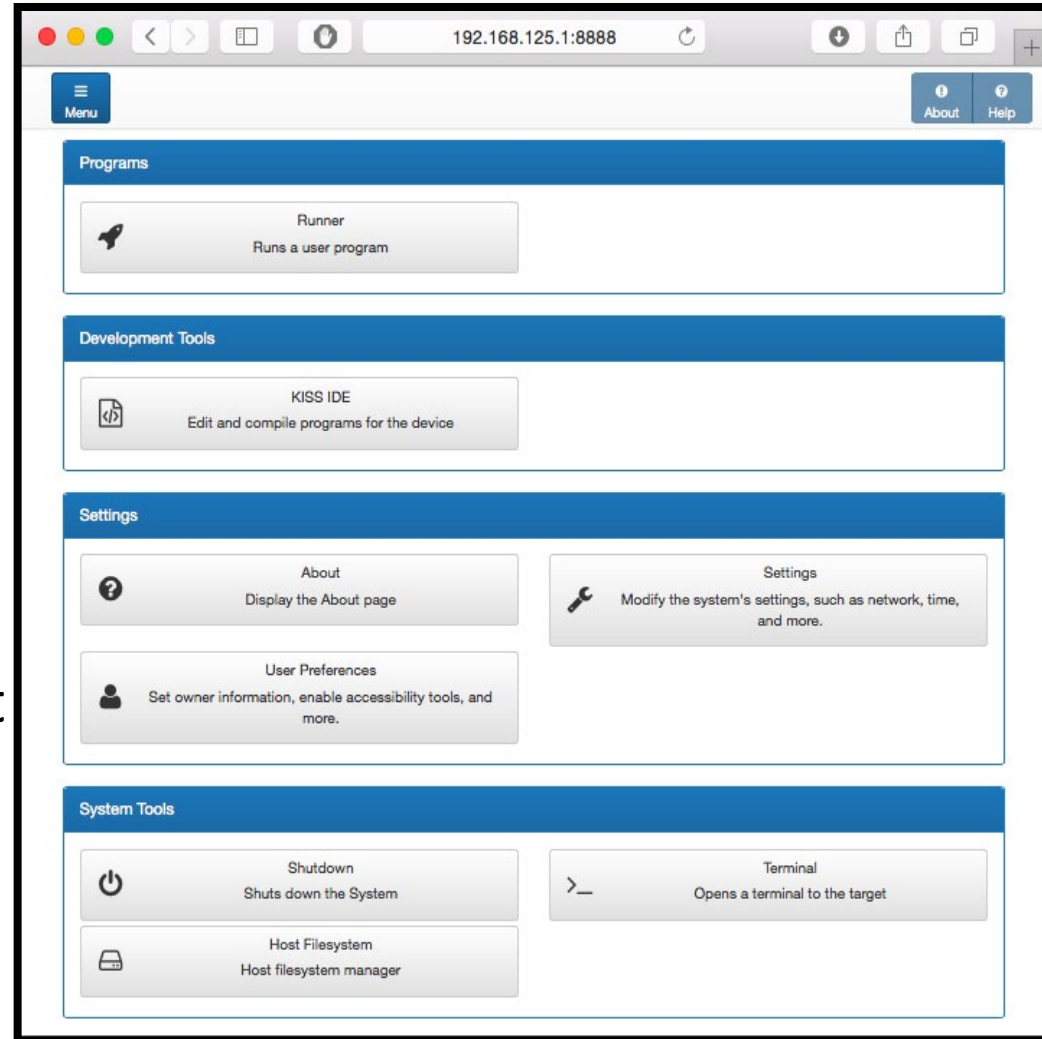 192.168.125.1:8888
Menu
About Help
Programs
Runner
Runs a user program
Development Tools
KISS IDE
Edit and compile programs for the device
Settings
About
Display the About page
Settings
Modify the system's settings, such as network, time,
and more.
User Preferences
Set owner information, enable accessibility tools, and
more.
System Tools
Shutdown
Shuts down the System
Terminal
Opens a terminal to the target
Host Filesystem
Host filesystem manager